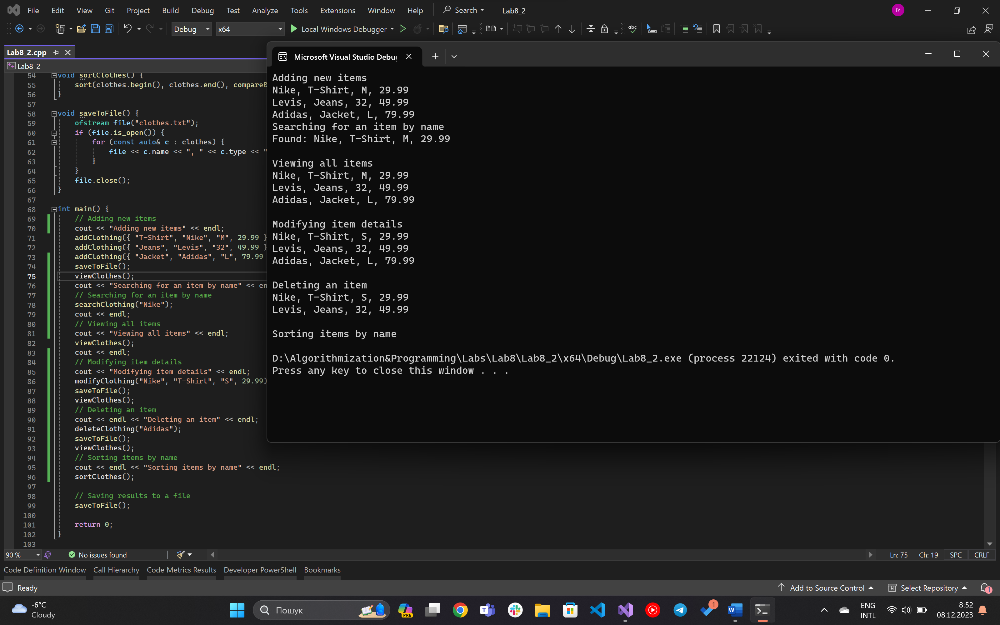 File Edit View Git Project Build Debug Test Analyze Tools Extensions Window Help Search Lab8_2 IY
Debug x64 Local Windows Debugger abc
Lab8_2.cpp
Lab8_2
54 void sortClothes() {
55 sort(clothes.begin(), clothes.end(), compareB
56 }
57
58 void saveToFile() {
59 ofstream file("clothes.txt");
60 if (file.is_open()) {
61 for (const auto& c : clothes) {
62 file << c.name << ", " << c.type << "
63 }
64 }
65 file.close();
66 }
67
68 int main() {
69 // Adding new items
70 cout << "Adding new items" << endl;
71 addClothing({ "T-Shirt", "Nike", "M", 29.99 }
72 addClothing({ "Jeans", "Levis", "32", 49.99 }
73 addClothing({ "Jacket", "Adidas", "L", 79.99
74 saveToFile();
75 viewClothes();
76 cout << "Searching for an item by name" << en
77 // Searching for an item by name
78 searchClothing("Nike");
79 cout << endl;
80 // Viewing all items
81 cout << "Viewing all items" << endl;
82 viewClothes();
83 cout << endl;
84 // Modifying item details
85 cout << "Modifying item details" << endl;
86 modifyClothing("Nike", "T-Shirt", "S", 29.99)
87 saveToFile();
88 viewClothes();
89 // Deleting an item
90 cout << endl << "Deleting an item" << endl;
91 deleteClothing("Adidas");
92 saveToFile();
93 viewClothes();
94 // Sorting items by name
95 cout << endl << "Sorting items by name" << endl;
96 sortClothes();
97
98 // Saving results to a file
99 saveToFile();
100
101 return 0;
102 }
103
Microsoft Visual Studio Debug
Adding new items
Nike, T-Shirt, M, 29.99
Levis, Jeans, 32, 49.99
Adidas, Jacket, L, 79.99
Searching for an item by name
Found: Nike, T-Shirt, M, 29.99
Viewing all items
Nike, T-Shirt, M, 29.99
Levis, Jeans, 32, 49.99
Adidas, Jacket, L, 79.99
Modifying item details
Nike, T-Shirt, S, 29.99
Levis, Jeans, 32, 49.99
Adidas, Jacket, L, 79.99
Deleting an item
Nike, T-Shirt, S, 29.99
Levis, Jeans, 32, 49.99
Sorting items by name
D:\Algorithmization&Programming\Labs\Lab8\Lab8_2\x64\Debug\Lab8_2.exe (process 22124) exited with code 0.
Press any key to close this window . . .
90 % No issues found Ln: 75 Ch: 19 SPC CRLF
Code Definition Window Call Hierarchy Code Metrics Results Developer PowerShell Bookmarks
Ready Add to Source Control Select Repository 1
-6°C
Cloudy
Пошук
PRE
1
ENG
INTL
8:52
08.12.2023